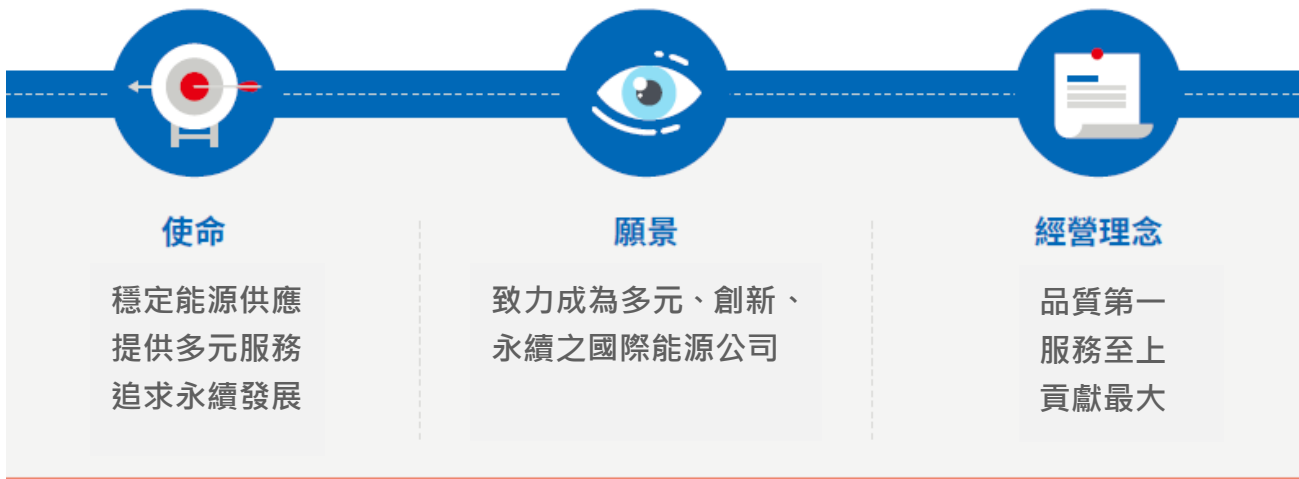 使命
穩定能源供應
提供多元服務
追求永續發展
願景
致力成為多元、創新、
永續之國際能源公司
經營理念
品質第一
服務至上
貢獻最大